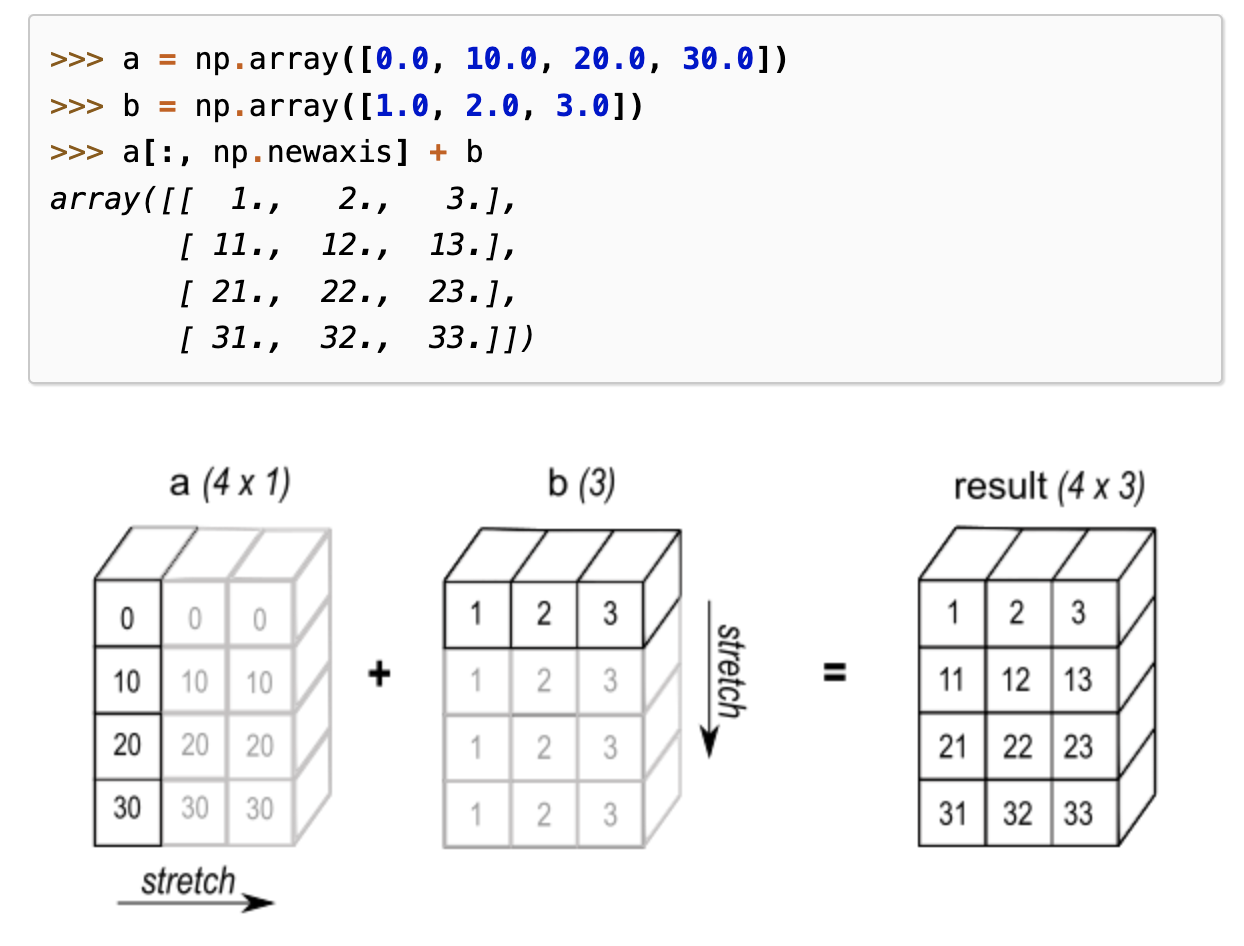 >>> a = np.array([0.0, 10.0, 20.0, 30.0])
>>> b = np.array([1.0, 2.0, 3.0])
>>> a[:, np.newaxis] + b
array([[  1.,   2.,   3.],
       [ 11.,  12.,  13.],
       [ 21.,  22.,  23.],
       [ 31.,  32.,  33.]])
a (4 x 1)
0 0 0
10 10 10
20 20 20
30 30 30
stretch
+
b (3)
1 2 3
1 2 3
1 2 3
1 2 3
stretch
=
result (4 x 3)
1 2 3
11 12 13
21 22 23
31 32 33